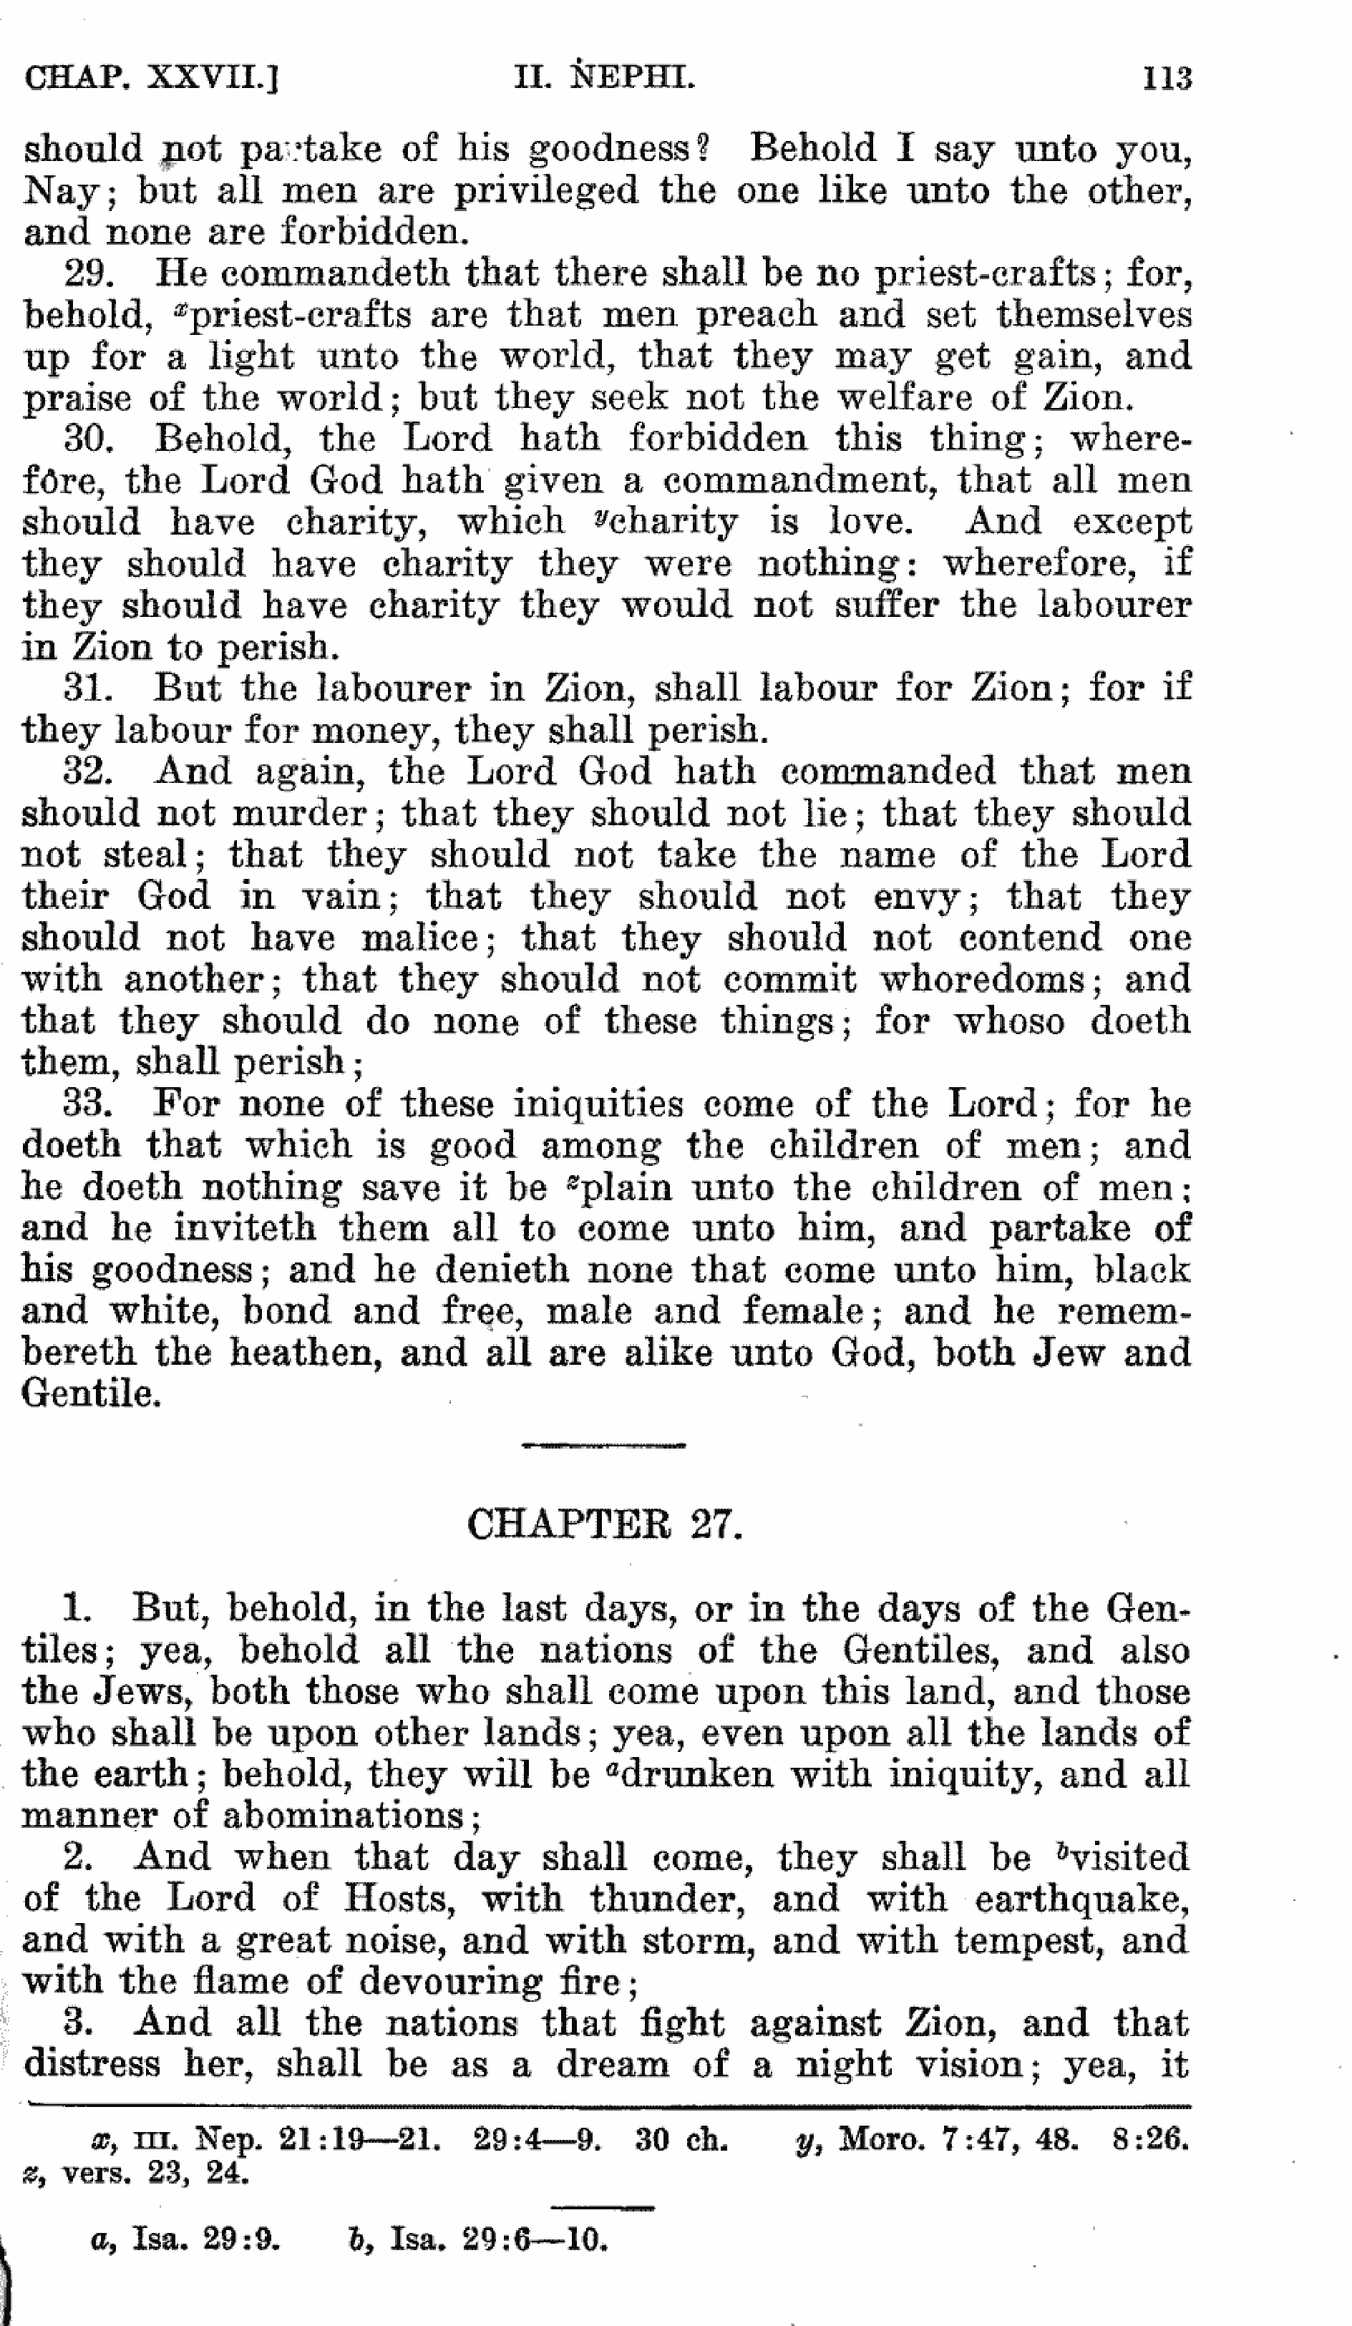 CHAP. XXVII.] II. NEPHI. 113
should not partake of his goodness? Behold I say unto you,
Nay; but all men are privileged the one like unto the other,
and none are forbidden.
29. He commandeth that there shall be no priest-crafts; for,
behold, ˣpriest-crafts are that men preach and set themselves
up for a light unto the world, that they may get gain, and
praise of the world; but they seek not the welfare of Zion.
30. Behold, the Lord hath forbidden this thing; where-
fore, the Lord God hath given a commandment, that all men
should have charity, which ʸcharity is love. And except
they should have charity they were nothing: wherefore, if
they should have charity they would not suffer the labourer
in Zion to perish.
31. But the labourer in Zion, shall labour for Zion; for if
they labour for money, they shall perish.
32. And again, the Lord God hath commanded that men
should not murder; that they should not lie; that they should
not steal; that they should not take the name of the Lord
their God in vain; that they should not envy; that they
should not have malice; that they should not contend one
with another; that they should not commit whoredoms; and
that they should do none of these things; for whoso doeth
them, shall perish;
33. For none of these iniquities come of the Lord; for he
doeth that which is good among the children of men; and
he doeth nothing save it be ᶻplain unto the children of men;
and he inviteth them all to come unto him, and partake of
his goodness; and he denieth none that come unto him, black
and white, bond and free, male and female; and he remem-
bereth the heathen, and all are alike unto God, both Jew and
Gentile.
CHAPTER 27.
1. But, behold, in the last days, or in the days of the Gen-
tiles; yea, behold all the nations of the Gentiles, and also
the Jews, both those who shall come upon this land, and those
who shall be upon other lands; yea, even upon all the lands of
the earth; behold, they will be ᵃdrunken with iniquity, and all
manner of abominations;
2. And when that day shall come, they shall be ᵇvisited
of the Lord of Hosts, with thunder, and with earthquake,
and with a great noise, and with storm, and with tempest, and
with the flame of devouring fire;
3. And all the nations that fight against Zion, and that
distress her, shall be as a dream of a night vision; yea, it
x, III. Nep. 21:19—21. 29:4—9. 30 ch. y, Moro. 7:47, 48. 8:26.
z, vers. 23, 24.
a, Isa. 29:9. b, Isa. 29:6—10.